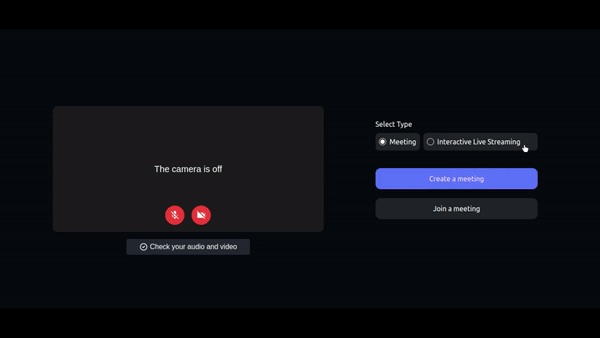 The camera is off
Check your audio and video
Select Type
Meeting
Interactive Live Streaming
Create a meeting
Join a meeting